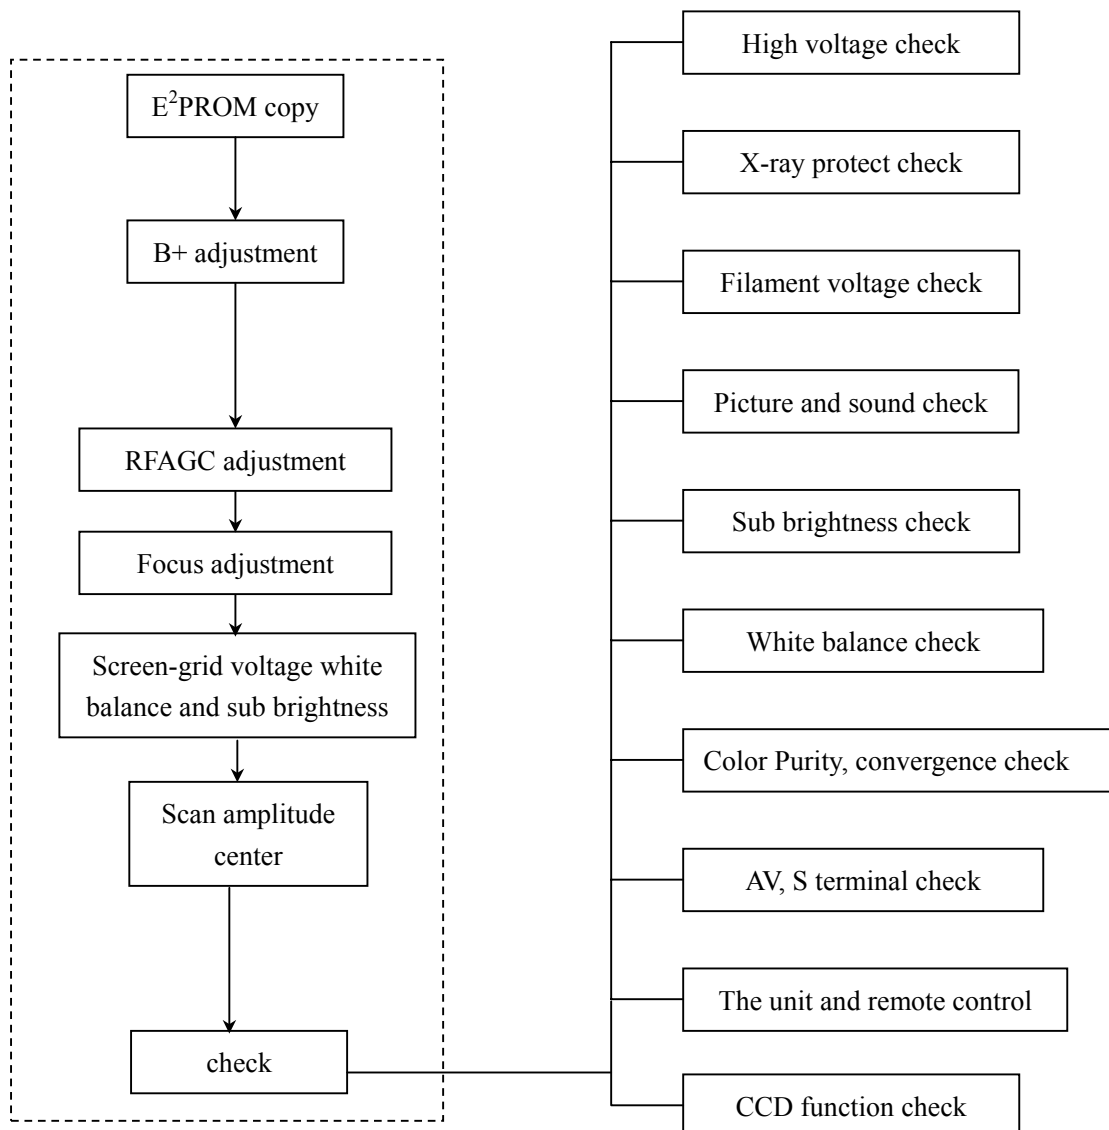 E²PROM copy
B+ adjustment
RFAGC adjustment
Focus adjustment
Screen-grid voltage white
balance and sub brightness
Scan amplitude
center
check
High voltage check
X-ray protect check
Filament voltage check
Picture and sound check
Sub brightness check
White balance check
Color Purity, convergence check
AV, S terminal check
The unit and remote control
CCD function check